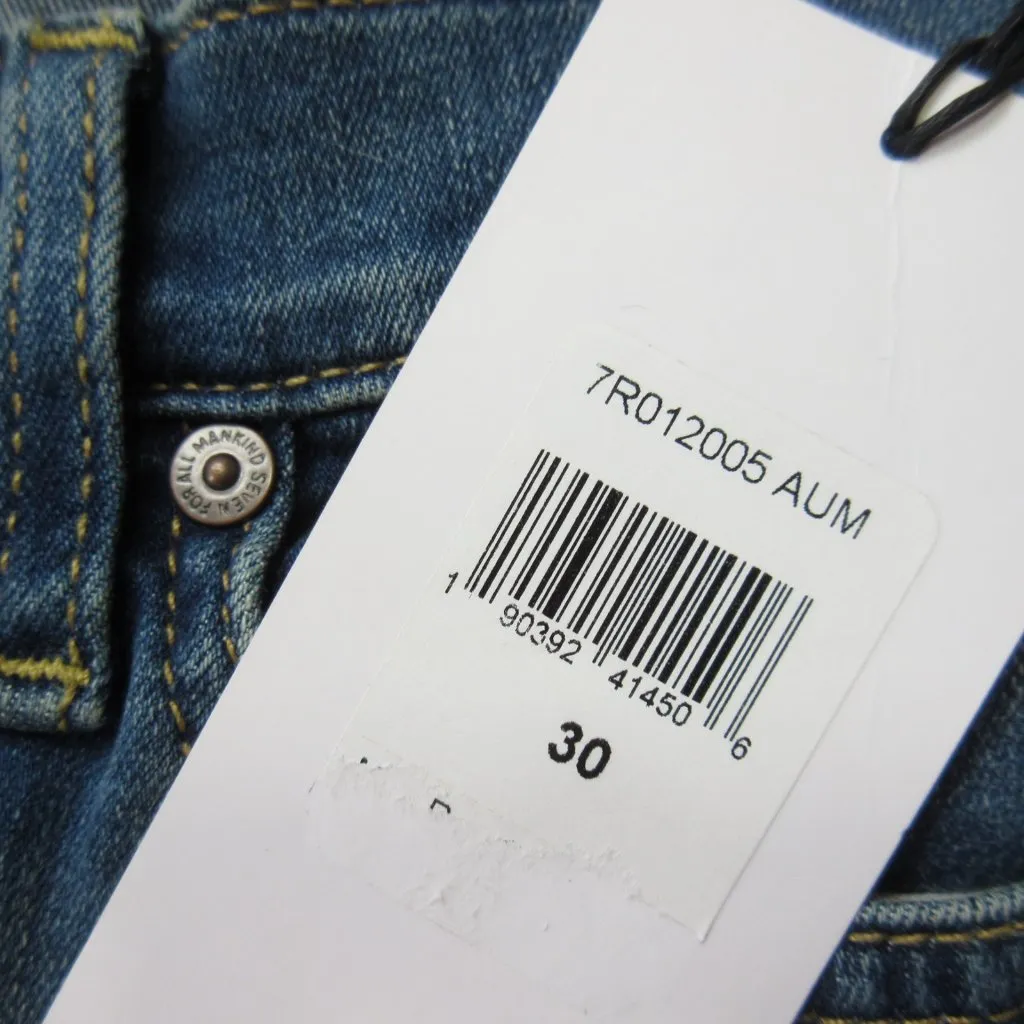 SEVEN FOR ALL MANKIND
7R012005 AUM
1 90392 41450 6
30